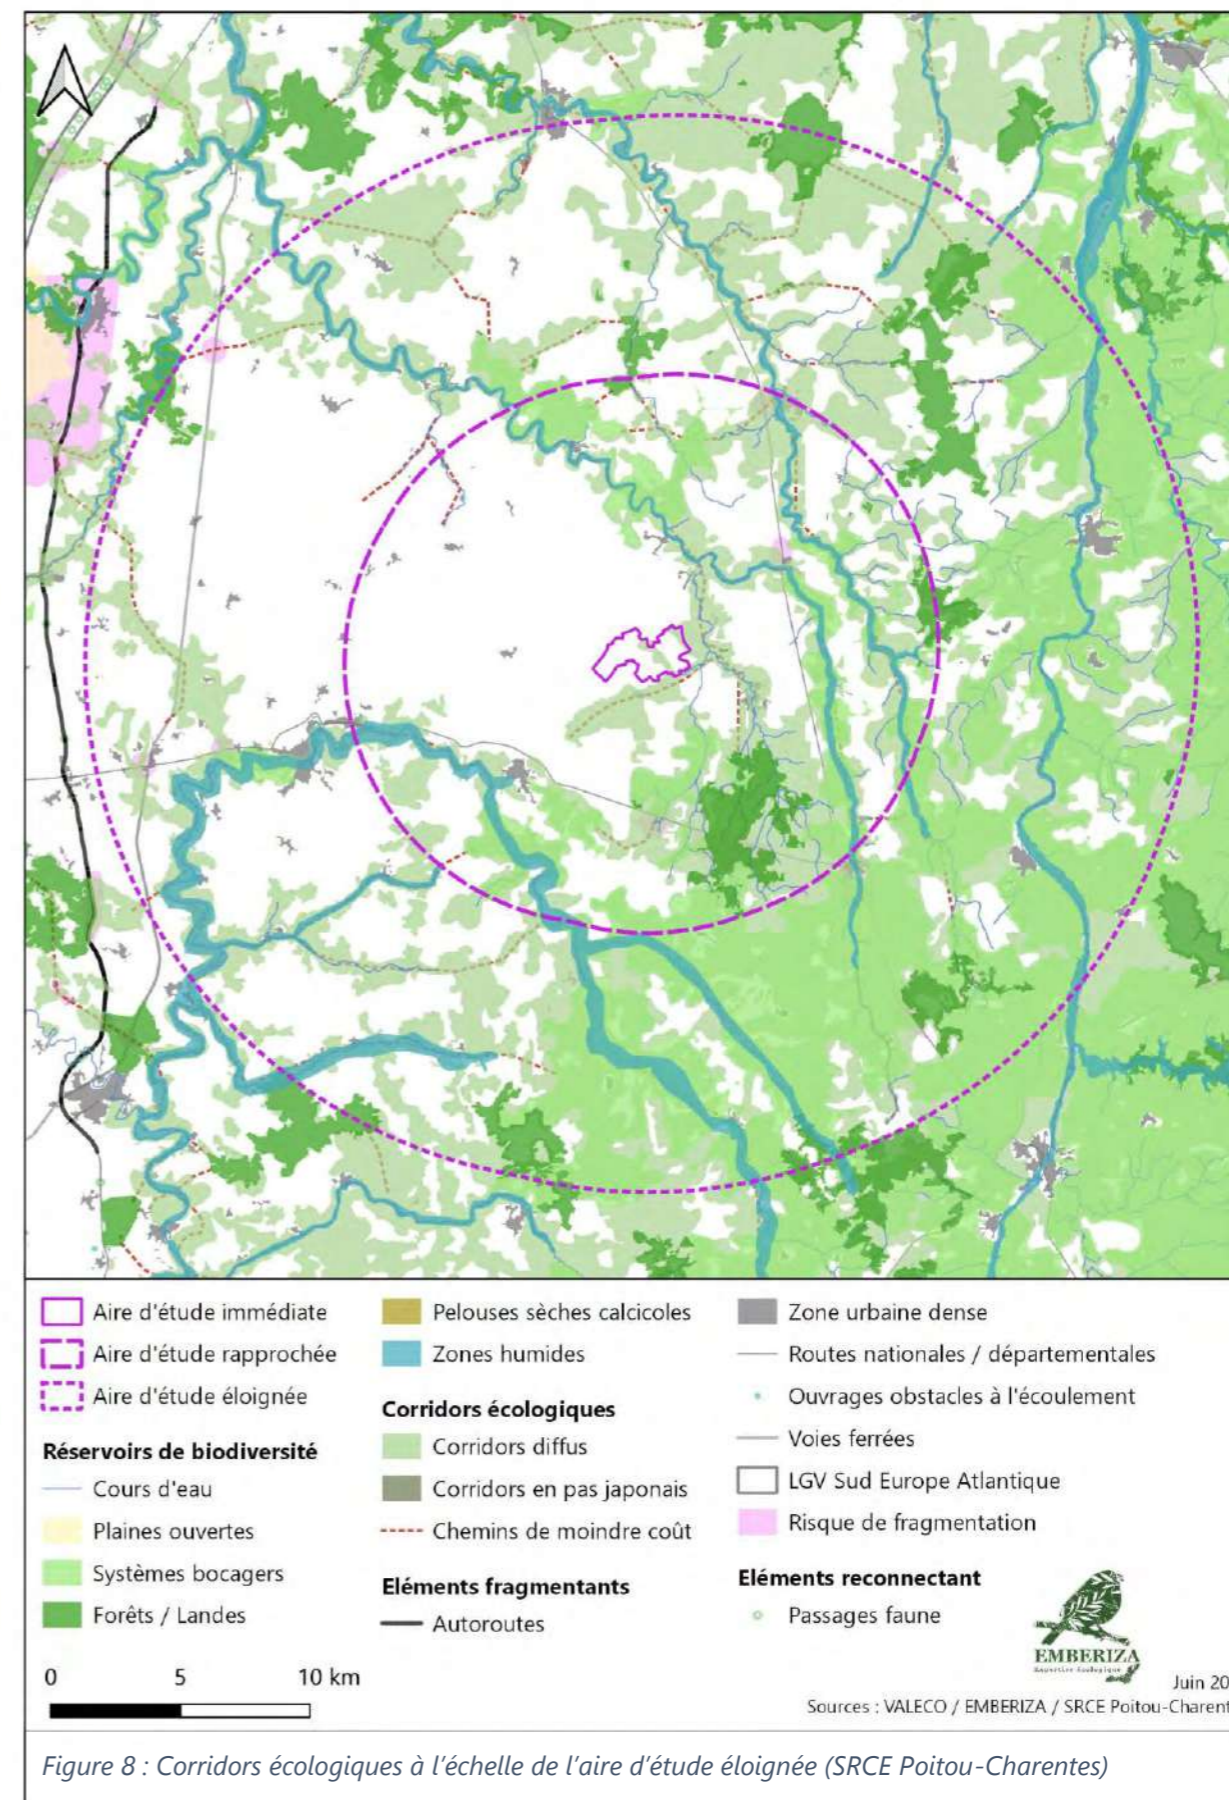 Aire d'étude immédiate
Aire d'étude rapprochée
Aire d'étude éloignée
Réservoirs de biodiversité
Cours d'eau
Plaines ouvertes
Systèmes bocagers
Forêts / Landes
Pelouses sèches calcicoles
Zones humides
Corridors écologiques
Corridors diffus
Corridors en pas japonais
Chemins de moindre coût
Eléments fragmentants
Autoroutes
Zone urbaine dense
Routes nationales / départementales
Ouvrages obstacles à l'écoulement
Voies ferrées
LGV Sud Europe Atlantique
Risque de fragmentation
Eléments reconnectant
Passages faune
EMBERIZA
Expertise écologique
0 5 10 km
Juin 20
Sources : VALECO / EMBERIZA / SRCE Poitou-Charent
Figure 8 : Corridors écologiques à l'échelle de l'aire d'étude éloignée (SRCE Poitou-Charentes)